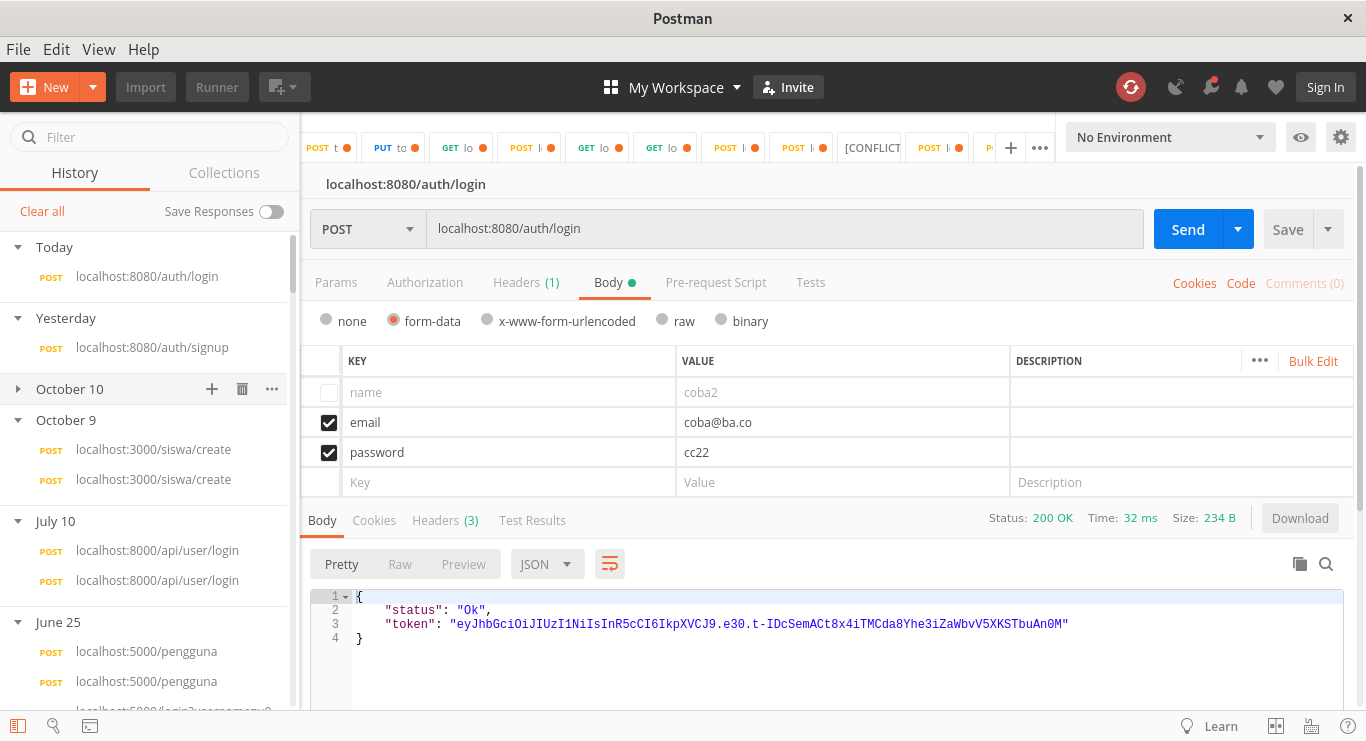 Postman
File Edit View Help
New Import Runner My Workspace Invite Sign In
Filter
History Collections
Clear all Save Responses
Today
POST localhost:8080/auth/login
Yesterday
POST localhost:8080/auth/signup
October 10
October 9
POST localhost:3000/siswa/create
POST localhost:3000/siswa/create
July 10
POST localhost:8000/api/user/login
POST localhost:8000/api/user/login
June 25
POST localhost:5000/pengguna
POST localhost:5000/pengguna
POST t PUT to GET lo POST l GET lo GET lo POST l POST l [CONFLICT POST l
No Environment
localhost:8080/auth/login
POST localhost:8080/auth/login Send Save
Params Authorization Headers (1) Body Pre-request Script Tests Cookies Code Comments (0)
none form-data x-www-form-urlencoded raw binary
KEY VALUE DESCRIPTION Bulk Edit
name coba2
email coba@ba.co
password cc22
Key Value Description
Body Cookies Headers (3) Test Results Status: 200 OK Time: 32 ms Size: 234 B Download
Pretty Raw Preview JSON
1 {
2 "status": "Ok",
3 "token": "eyJhbGciOiJIUzI1NiIsInR5cCI6IkpXVCJ9.e30.t-IDcSemACt8x4iTMCda8Yhe3iZaWbvV5XKSTbuAn0M"
4 }
Learn